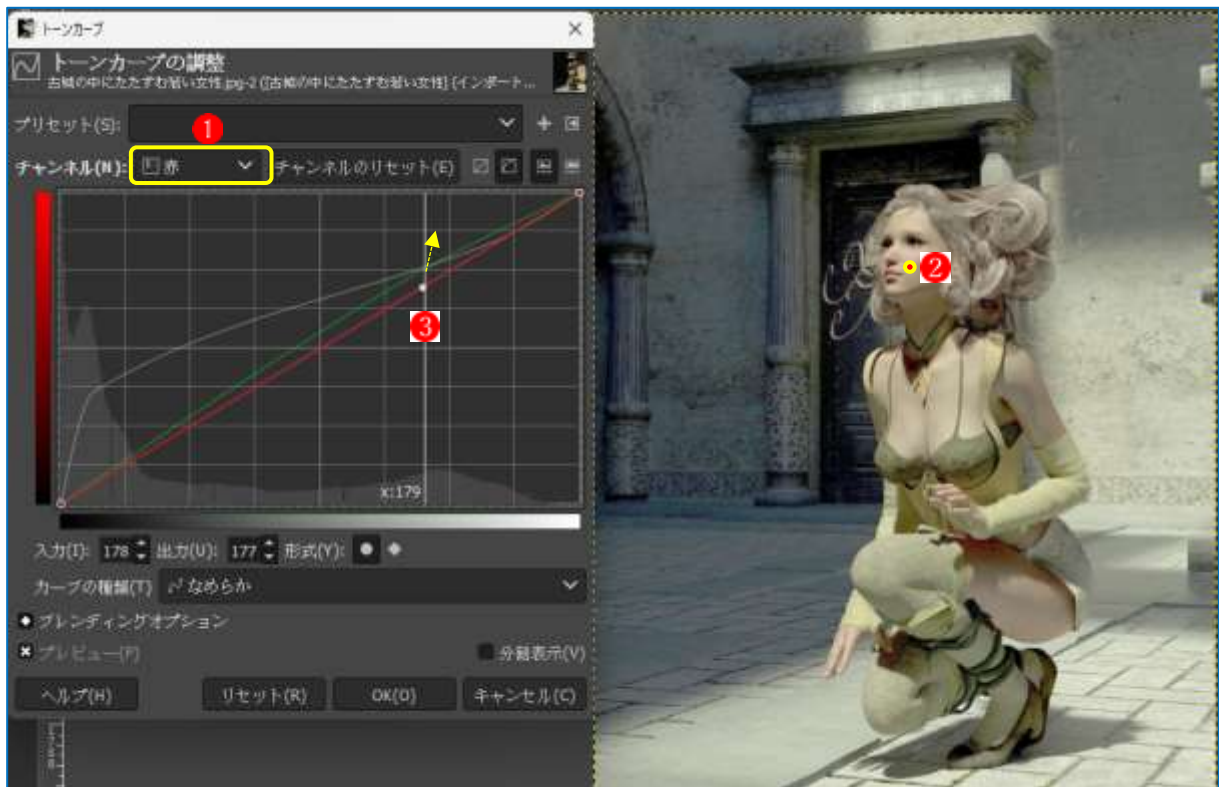 トーンカーブ
トーンカーブの調整
古城の中にたたずむ若い女性.jpg-2 ([古城の中にたたずむ若い女性] (インポート...
プリセット(S):
1
チャンネル(N): 赤 チャンネルのリセット(E)
2
3
x:179
入力(I): 178 出力(U): 177 形式(Y):
カーブの種類(T) なめらか
ブレンディングオプション
プレビュー(P) 分割表示(V)
ヘルプ(H) リセット(R) OK(O) キャンセル(C)